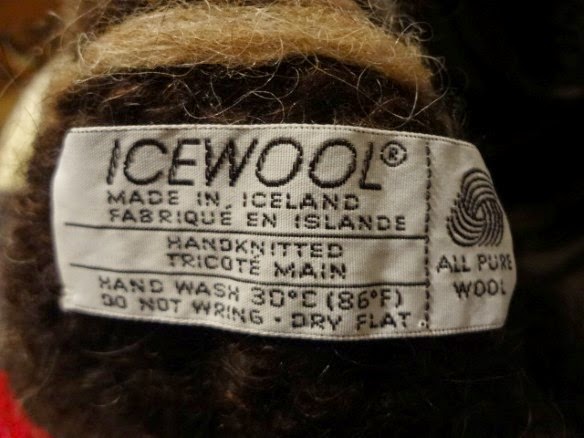 ICEWOOL®
MADE IN ICELAND
FABRIQUÉ EN ISLANDE
HANDKNITTED
TRICOTÉ MAIN
HAND WASH 30°C (86°F)
DO NOT WRING · DRY FLAT
ALL PURE
WOOL